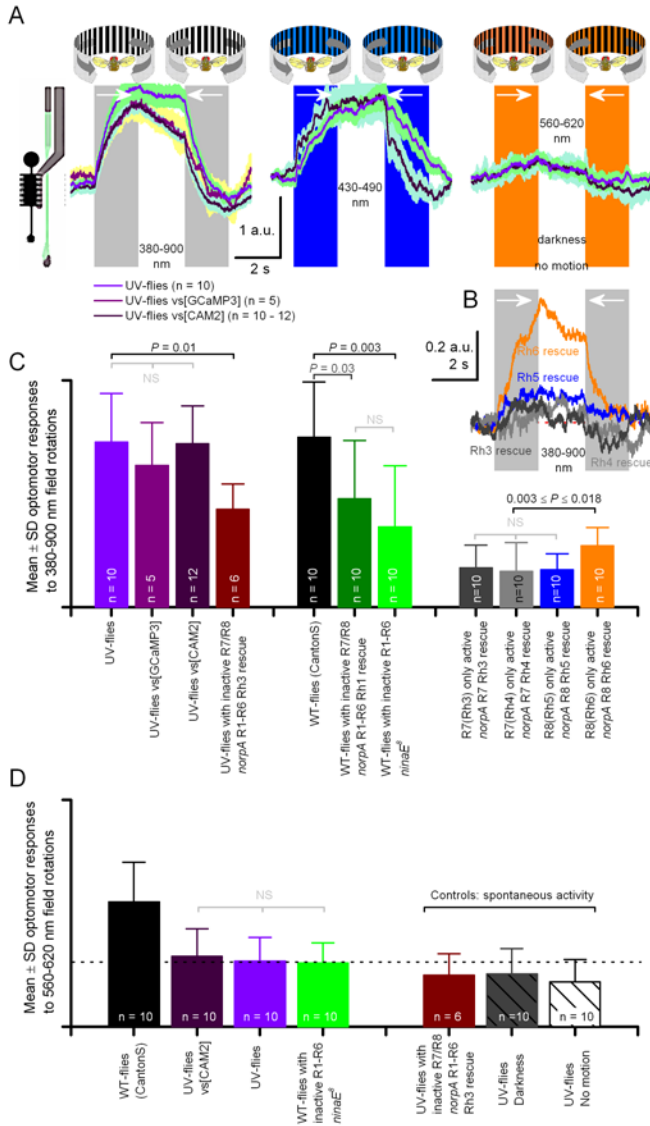 A
380-900
nm
430-490
nm
560-620
nm
darkness
no motion
1 a.u.
2 s
UV-flies (n = 10)
UV-flies vs[GCaMP3] (n = 5)
UV-flies vs[CAM2] (n = 10 - 12)
B
0.2 a.u.
2 s
Rh6 rescue
Rh5 rescue
Rh3 rescue
Rh4 rescue
380-900
nm
C
Mean ± SD optomotor responses
to 380-900 nm field rotations
P = 0.01
NS
P = 0.003
P = 0.03
NS
0.003 ≤ P ≤ 0.018
NS
n = 10
n = 5
n = 12
n = 6
n = 10
n = 10
n = 10
n=10
n=10
n=10
n = 10
UV-flies
UV-flies vs[GCaMP3]
UV-flies vs[CAM2]
UV-flies with inactive R7/R8
norpA R1-R6 Rh3 rescue
WT-flies (CantonS)
WT-flies with inactive R7/R8
norpA R1-R6 Rh1 rescue
WT-flies with inactive R1-R6
ninaE⁸
R7(Rh3) only active
norpA R7 Rh3 rescue
R7(Rh4) only active
norpA R7 Rh4 rescue
R8(Rh5) only active
norpA R8 Rh5 rescue
R8(Rh6) only active
norpA R8 Rh6 rescue
D
Mean ± SD optomotor responses
to 560-620 nm field rotations
NS
Controls: spontaneous activity
n = 10
n = 10
n = 10
n = 10
n = 6
n =10
n = 10
WT-flies
(CantonS)
UV-flies
vs[CAM2]
UV-flies
WT-flies with
inactive R1-R6
ninaE⁸
UV-flies with
inactive R7/R8
norpA R1-R6
Rh3 rescue
UV-flies
Darkness
UV-flies
No motion